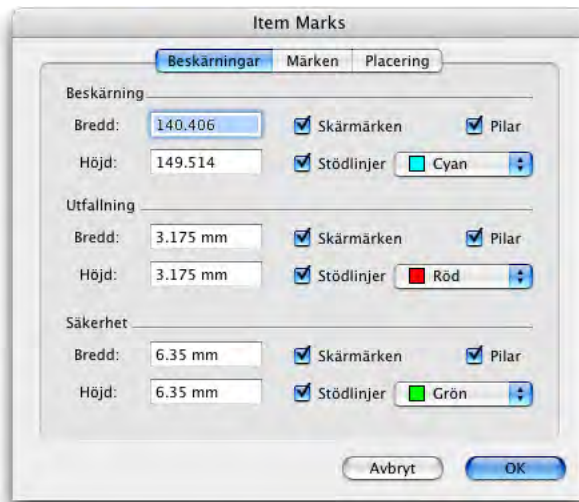 Item Marks
Beskärningar Märken Placering
Beskärning
Bredd: 140.406 Skärmärken Pilar
Höjd: 149.514 Stödlinjer Cyan
Utfallning
Bredd: 3.175 mm Skärmärken Pilar
Höjd: 3.175 mm Stödlinjer Röd
Säkerhet
Bredd: 6.35 mm Skärmärken Pilar
Höjd: 6.35 mm Stödlinjer Grön
Avbryt OK